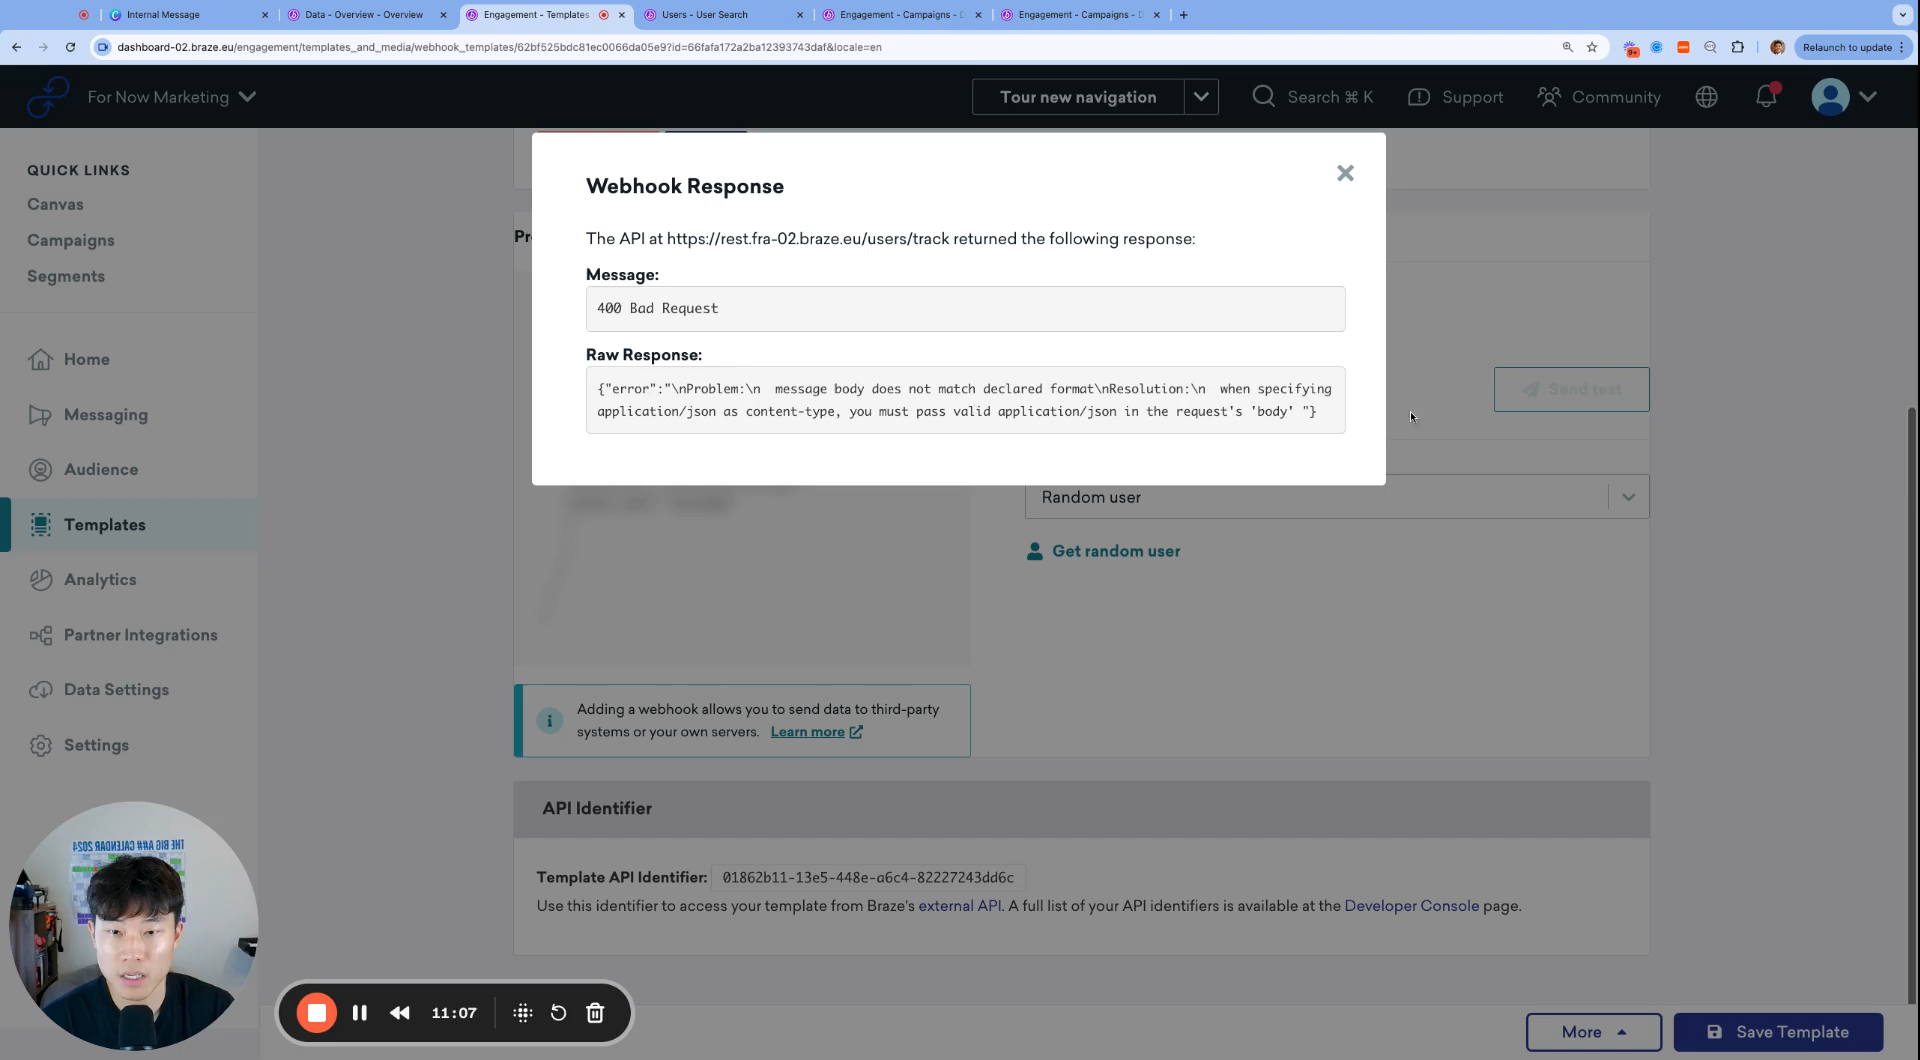 Internal Message
Data - Overview - Overview
Engagement - Templates
Users - User Search
Engagement - Campaigns - D
Engagement - Campaigns - D
dashboard-02.braze.eu/engagement/templates_and_media/webhook_templates/62bf525bdc81ec0066da05e9?id=66fafa172a2ba12393743daf&locale=en
9+
Relaunch to update
For Now Marketing
Tour new navigation
Search ⌘ K
Support
Community
QUICK LINKS
Canvas
Campaigns
Segments
Home
Messaging
Audience
Templates
Analytics
Partner Integrations
Data Settings
Settings
Pr
Webhook Response
The API at https://rest.fra-02.braze.eu/users/track returned the following response:
Message:
400 Bad Request
Raw Response:
{"error":"\nProblem:\n  message body does not match declared format\nResolution:\n  when specifying
application/json as content-type, you must pass valid application/json in the request's 'body' "}
Send test
Random user
Get random user
Adding a webhook allows you to send data to third-party
systems or your own servers. Learn more
API Identifier
Template API Identifier: 01862b11-13e5-448e-a6c4-82227243dd6c
Use this identifier to access your template from Braze's external API. A full list of your API identifiers is available at the Developer Console page.
THE BIG A## CALENDAR 2024
11:07
More
Save Template